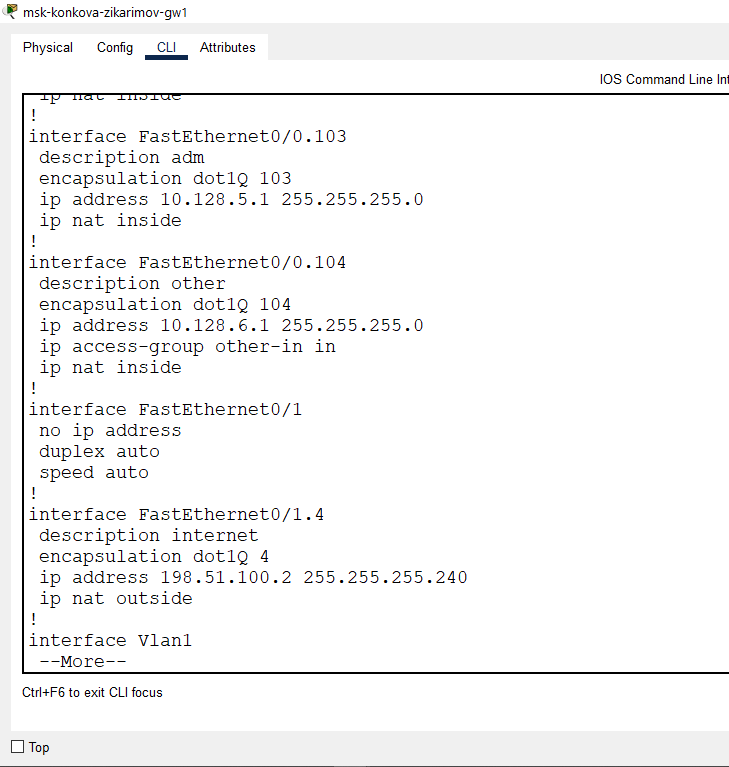 msk-konkova-zikarimov-gw1
Physical Config CLI Attributes
IOS Command Line Int
ip nat inside
!
interface FastEthernet0/0.103
description adm
encapsulation dot1Q 103
ip address 10.128.5.1 255.255.255.0
ip nat inside
!
interface FastEthernet0/0.104
description other
encapsulation dot1Q 104
ip address 10.128.6.1 255.255.255.0
ip access-group other-in in
ip nat inside
!
interface FastEthernet0/1
no ip address
duplex auto
speed auto
!
interface FastEthernet0/1.4
description internet
encapsulation dot1Q 4
ip address 198.51.100.2 255.255.255.240
ip nat outside
!
interface Vlan1
--More--
Ctrl+F6 to exit CLI focus
Top